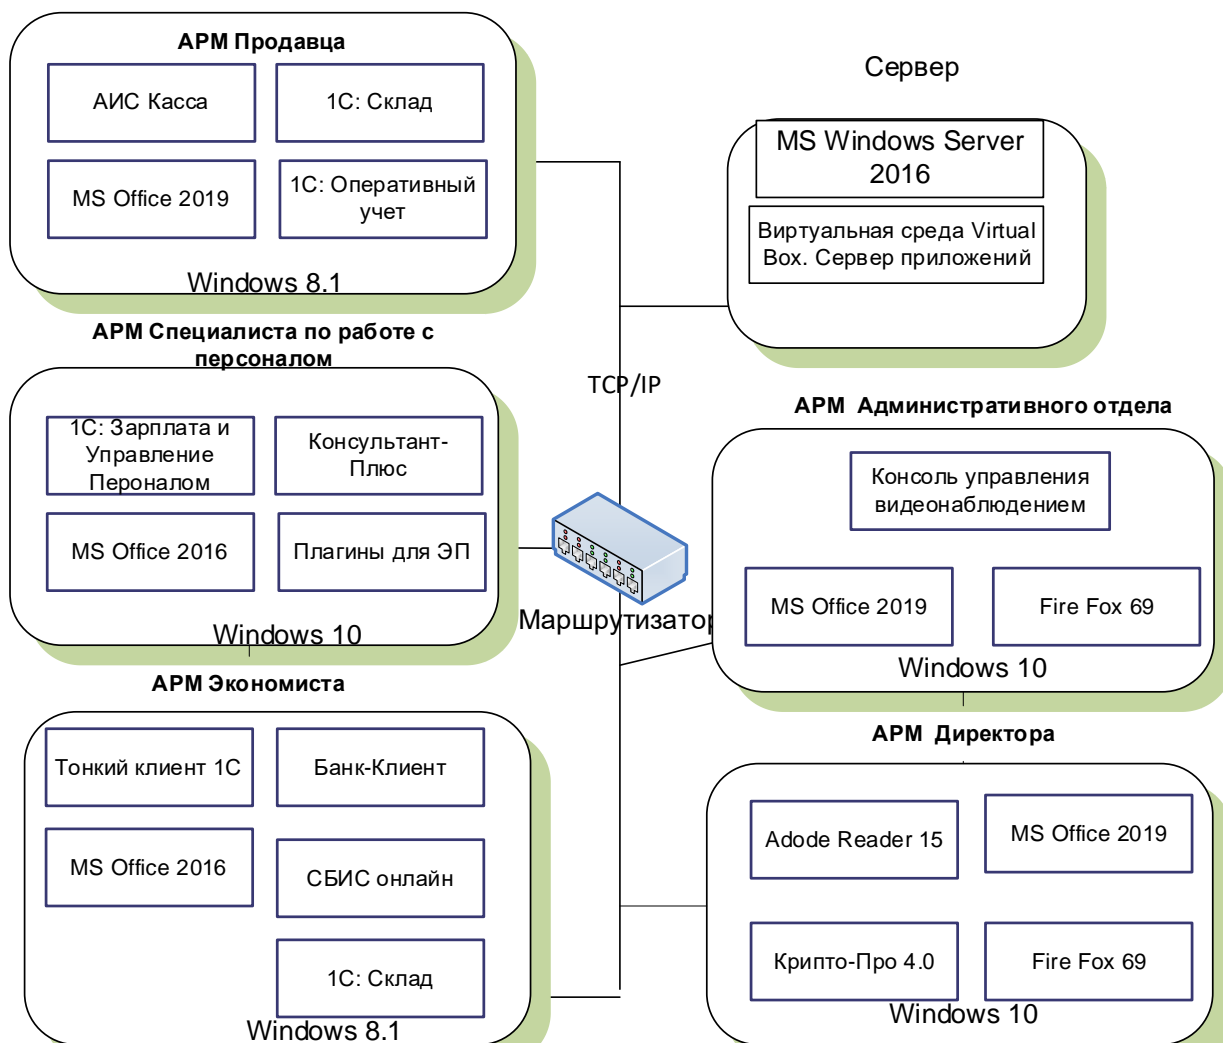 АРМ Продавца
АИС Касса
1С: Склад
MS Office 2019
1С: Оперативный
учет
Windows 8.1
Сервер
MS Windows Server
2016
Виртуальная среда Virtual
Box. Сервер приложений
АРМ Специалиста по работе с
персоналом
1С: Зарплата и
Управление
Пероналом
Консультант-
Плюс
MS Office 2016
Плагины для ЭП
Windows 10
TCP/IP
Маршрутизатор
АРМ Административного отдела
Консоль управления
видеонаблюдением
MS Office 2019
Fire Fox 69
Windows 10
АРМ Экономиста
Тонкий клиент 1С
Банк-Клиент
MS Office 2016
СБИС онлайн
1С: Склад
Windows 8.1
АРМ Директора
Adode Reader 15
MS Office 2019
Крипто-Про 4.0
Fire Fox 69
Windows 10